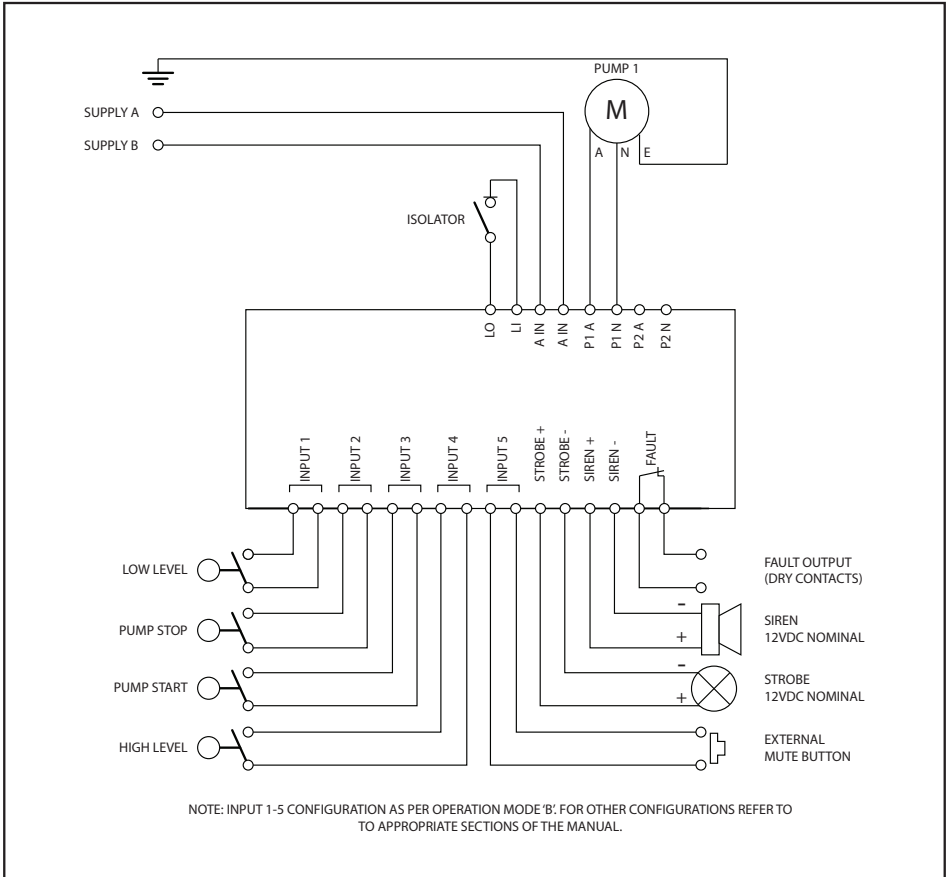 PUMP 1
M
SUPPLY A
SUPPLY B
A N E
ISOLATOR
LO
LI
A IN
A IN
P1 A
P1 N
P2 A
P2 N
INPUT 1
INPUT 2
INPUT 3
INPUT 4
INPUT 5
STROBE +
STROBE -
SIREN +
SIREN -
FAULT
LOW LEVEL
PUMP STOP
PUMP START
HIGH LEVEL
FAULT OUTPUT
(DRY CONTACTS)
-
+
SIREN
12VDC NOMINAL
-
+
STROBE
12VDC NOMINAL
EXTERNAL
MUTE BUTTON
NOTE: INPUT 1-5 CONFIGURATION AS PER OPERATION MODE 'B'. FOR OTHER CONFIGURATIONS REFER TO
TO APPROPRIATE SECTIONS OF THE MANUAL.